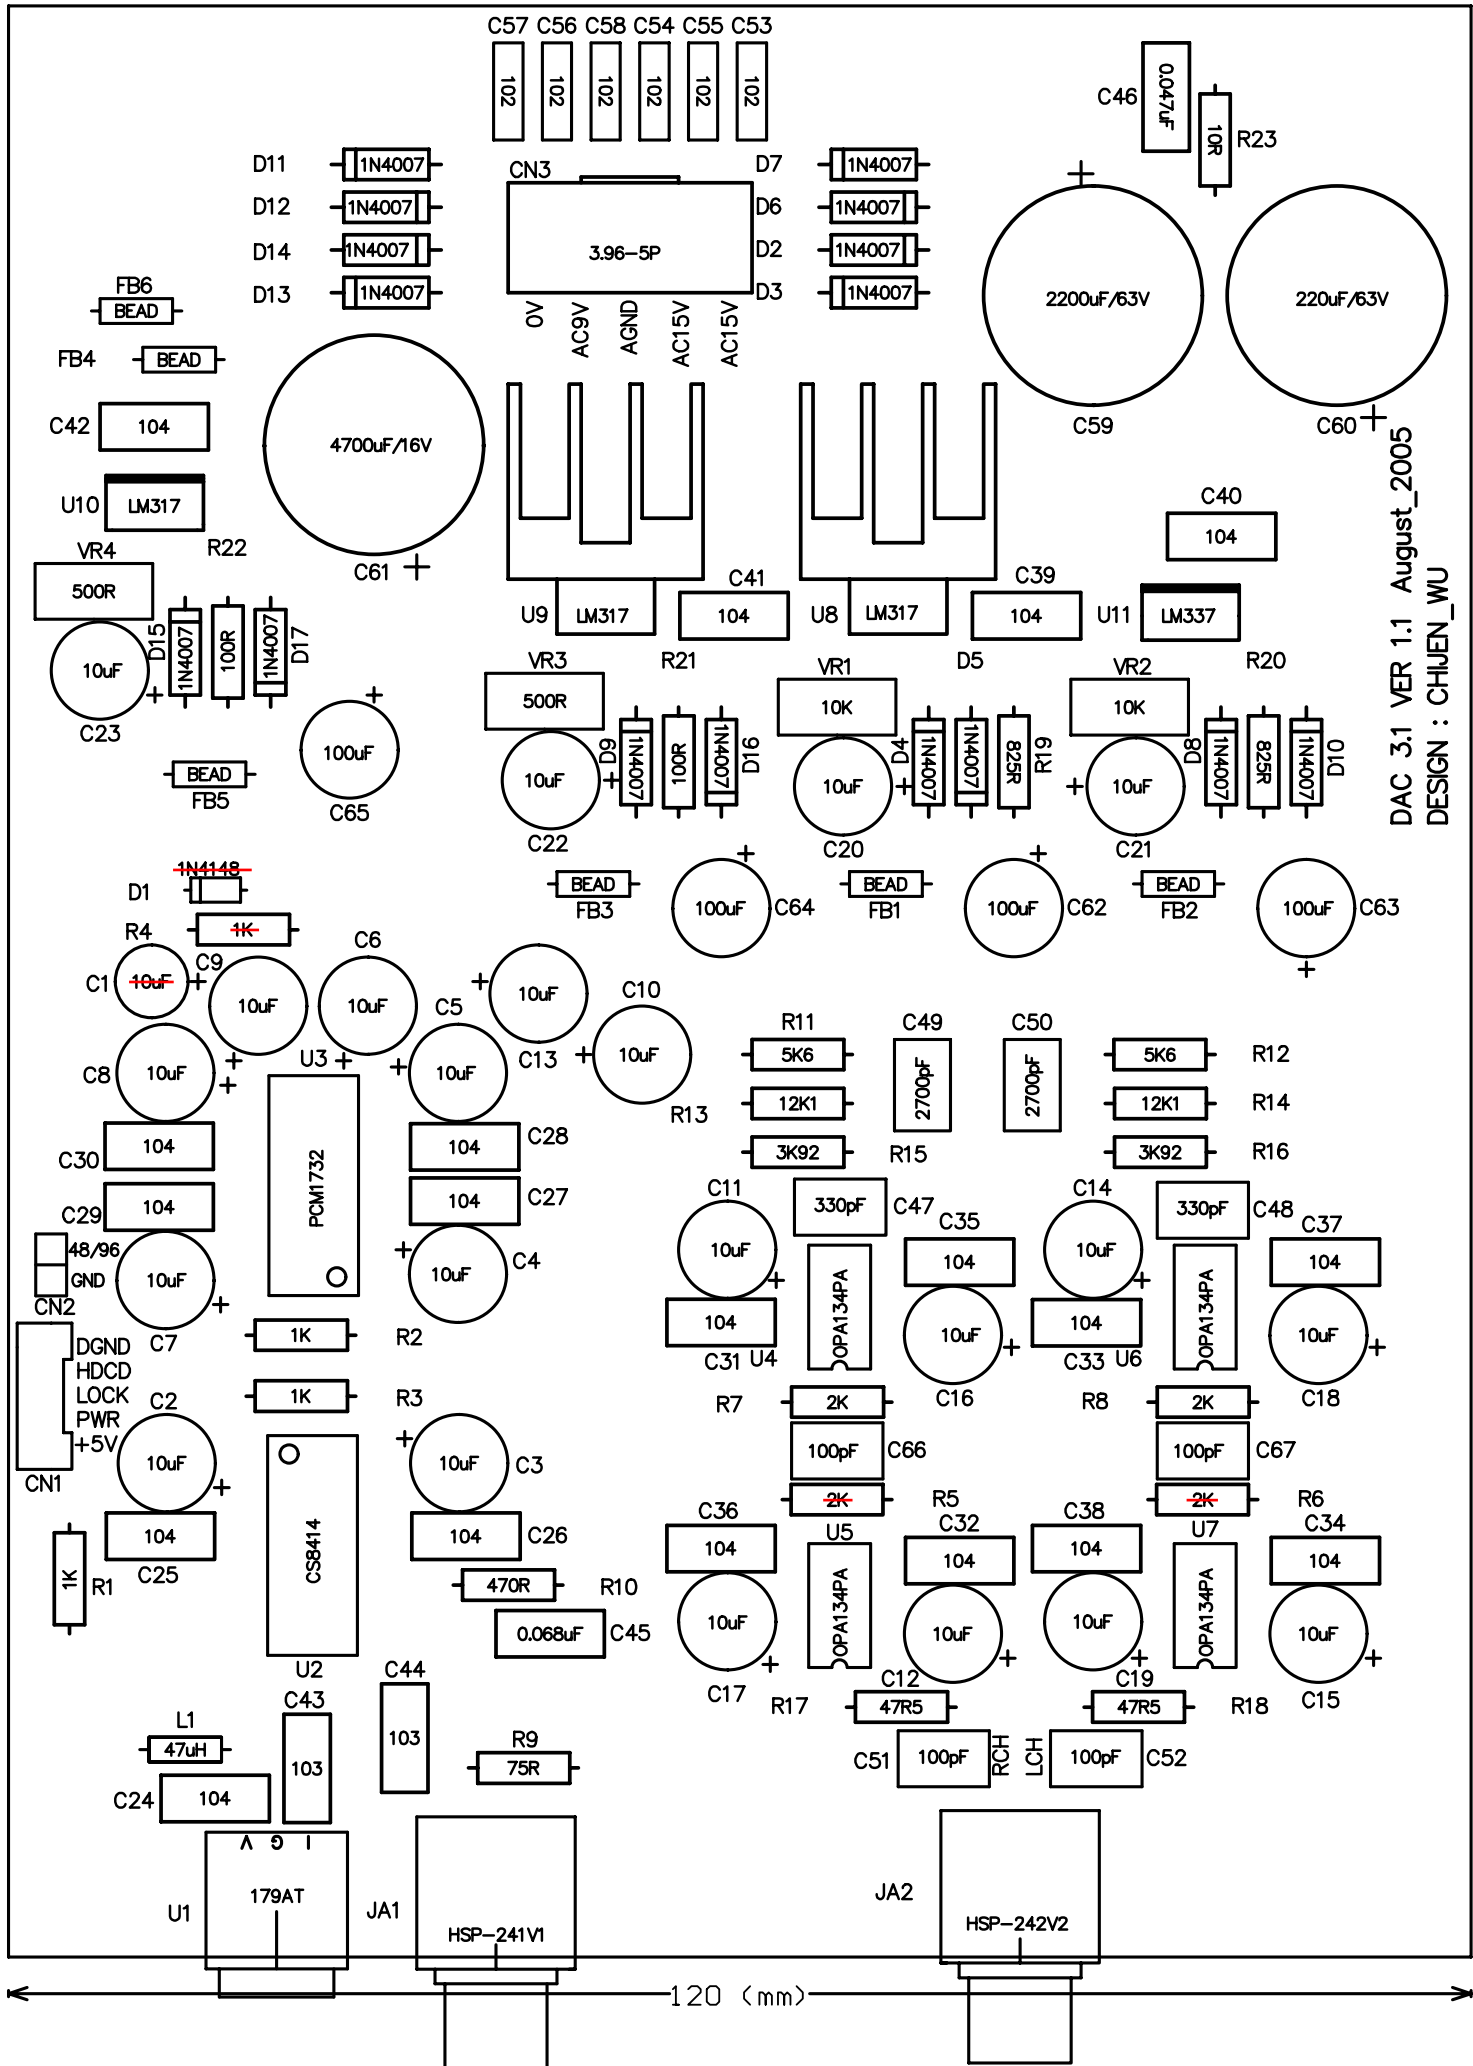 C57 C56 C58 C54 C55 C53
102 102 102 102 102 102
C46 0.047uF
10R R23
D11 1N4007
D12 1N4007
D14 1N4007
D13 1N4007
CN3
3.96-5P
0V AC9V AGND AC15V AC15V
D7 1N4007
D6 1N4007
D2 1N4007
D3 1N4007
2200uF/63V
C59
220uF/63V
C60
FB6
BEAD
FB4 BEAD
C42 104
4700uF/16V
C61
U10 LM317
R22
VR4
500R
10uF
C23
D15 1N4007 100R 1N4007 D17
BEAD
FB5
100uF
C65
U9 LM317
C41
104
R21
U8 LM317
C39
104
D5
C40
104
U11 LM337
R20
DAC 3.1 VER 1.1 August_2005
DESIGN : CHIJEN_WU
VR3
500R
10uF
C22
D9 1N4007 100R 1N4007 D16
VR1
10K
10uF
C20
D4 1N4007 1N4007 825R R19
VR2
10K
10uF
C21
D8 1N4007 825R 1N4007 D10
BEAD
FB3
100uF C64
BEAD
FB1
100uF C62
BEAD
FB2
100uF C63
1N4148
D1
1K
R4
C1 10uF
C9
10uF
C6
10uF
C5
10uF
10uF
C13
C10
10uF
C8 10uF
U3
PCM1732
C30 104
104 C28
C29 104
104 C27
48/96
GND
CN2
10uF
C7
10uF C4
DGND
HDCD
LOCK
PWR
+5V
CN1
1K R2
1K R3
C2
10uF
10uF C3
104
C25
104 C26
CS8414
U2
1K R1
470R R10
0.068uF C45
R11
5K6
12K1
R13
3K92
R15
C49
2700pF
C50
2700pF
5K6 R12
12K1 R14
3K92 R16
C11
10uF
330pF C47
C35
104
C14
10uF
330pF C48
C37
104
104
C31
U4
OPA134PA
10uF
C16
104
C33
U6
OPA134PA
10uF
C18
R7 2K
R8 2K
100pF C66
100pF C67
2K R5
2K R6
C36
104
U5
OPA134PA
C32
104
C38
104
U7
OPA134PA
C34
104
10uF
C17
10uF
C12
10uF
C19
10uF
C15
R17 47R5
47R5 R18
C51 100pF
RCH
LCH
100pF C52
C44
103
C43
103
L1
47uH
C24 104
R9
75R
V G I
179AT
U1
JA1
HSP-241V1
JA2
HSP-242V2
120 (mm)